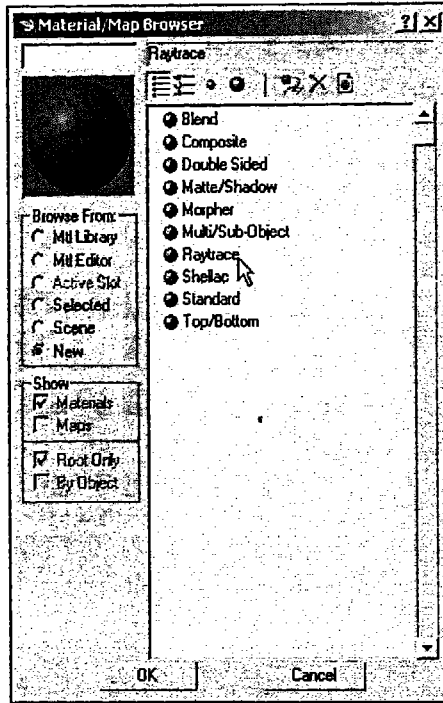 Material/Map Browser
Raytrace
Blend
Composite
Double Sided
Matte/Shadow
Morpher
Multi/Sub-Object
Raytrace
Shellac
Standard
Top/Bottom
Browse From:
Mtl Library
Mtl Editor
Active Slot
Selected
Scene
New
Show
Materials
Maps
Root Only
By Object
OK
Cancel